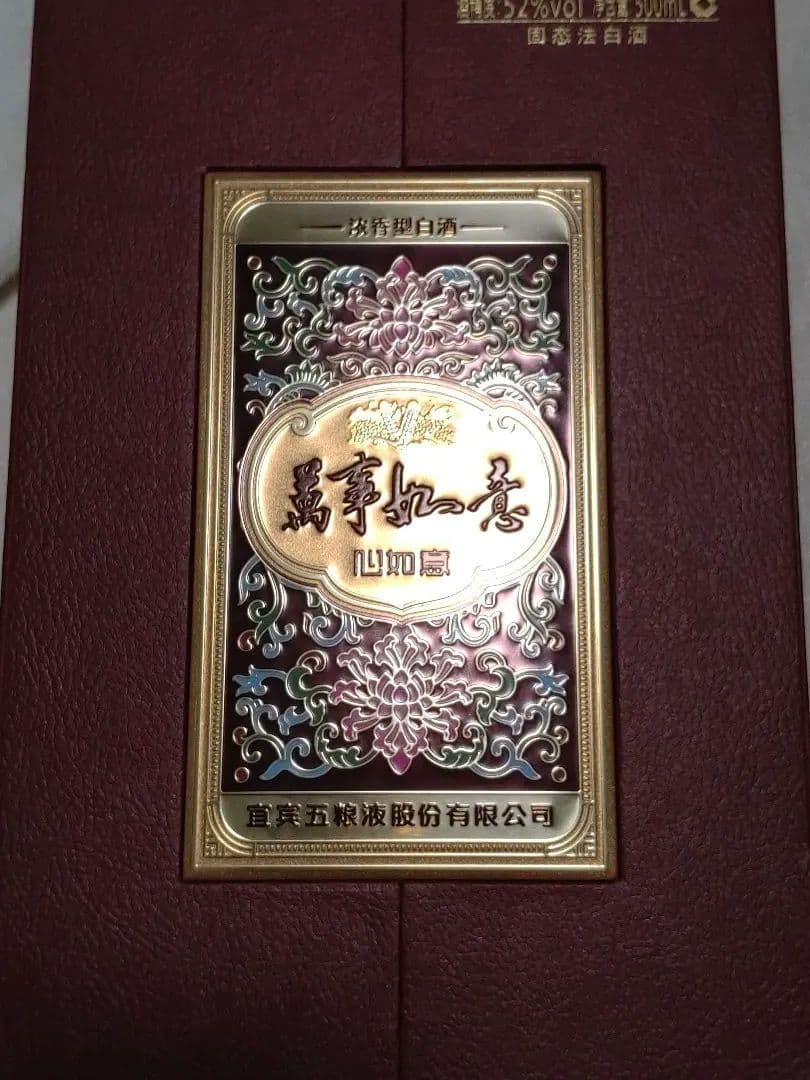 酒精度:52%vol 净含量:500mL
固态法白酒
浓香型白酒
萬事如意
心如意
宜宾五粮液股份有限公司